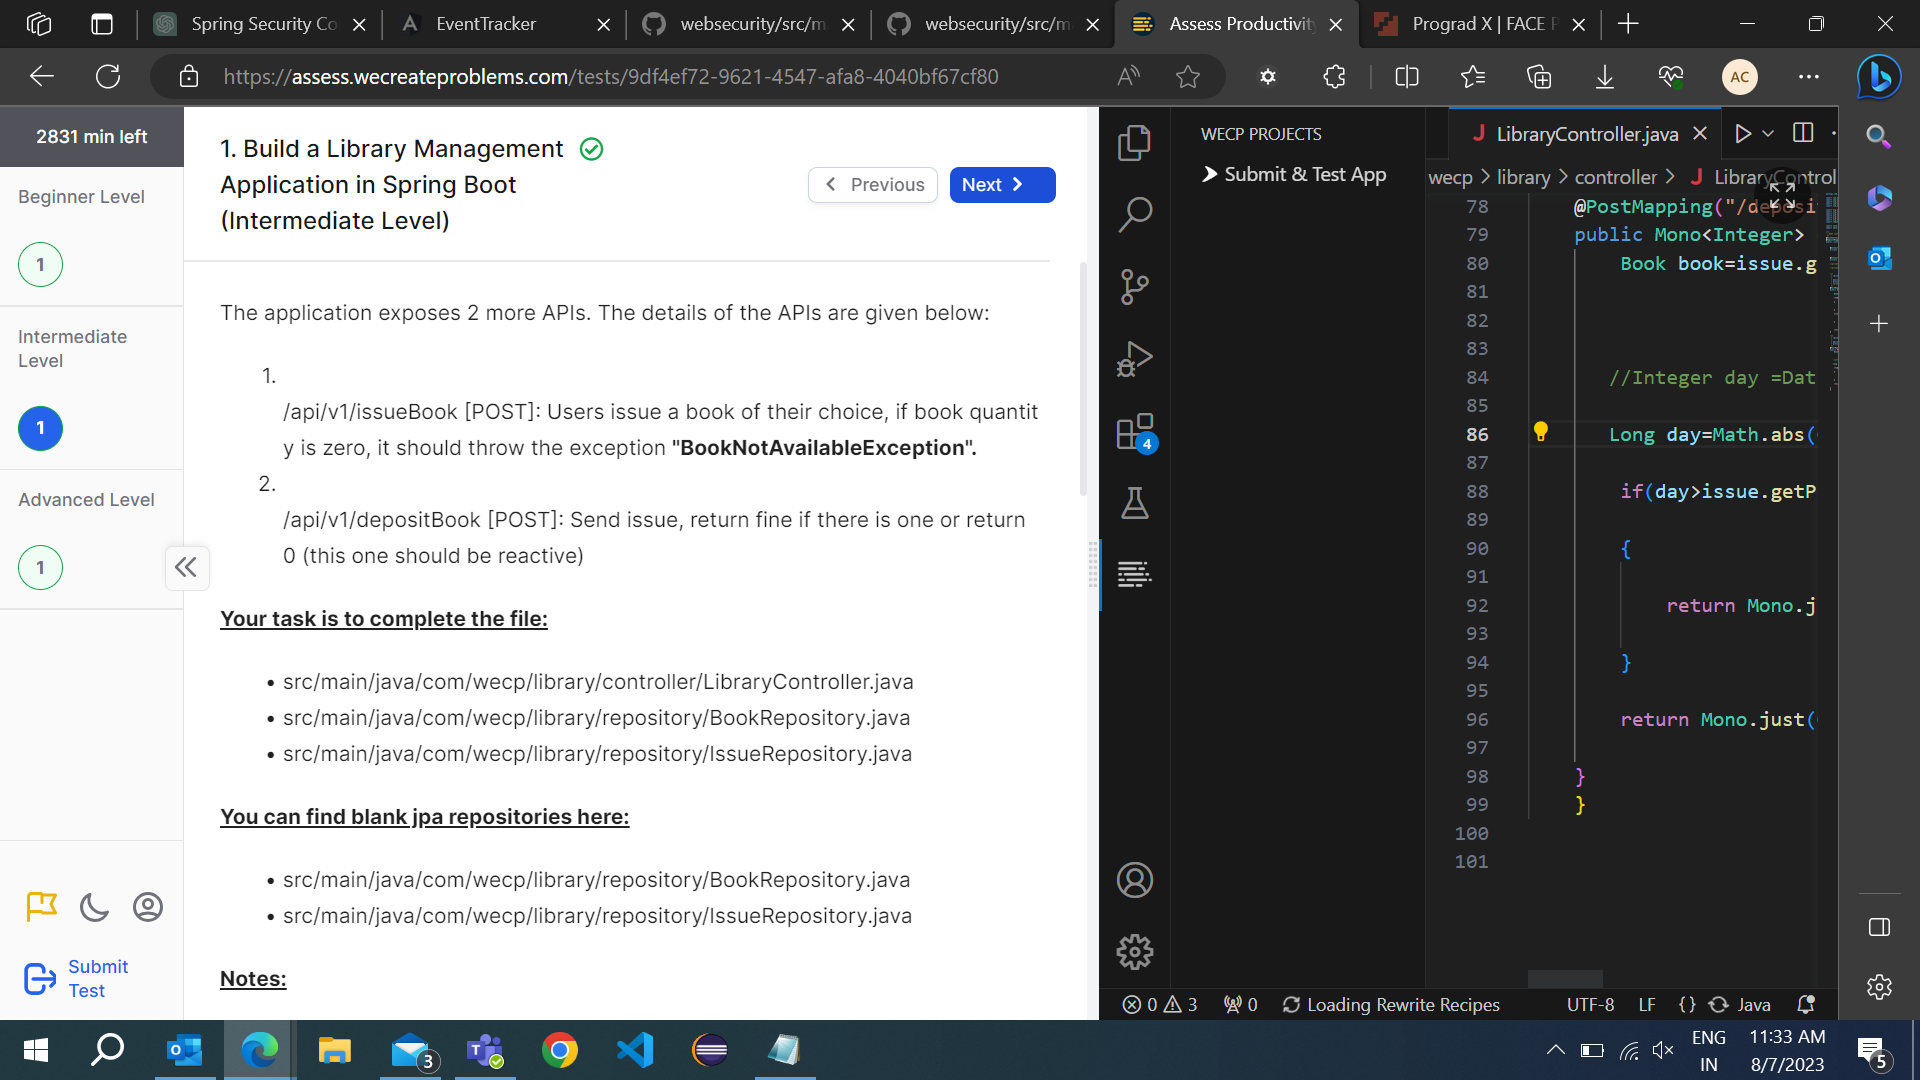 Spring Security Co
EventTracker
websecurity/src/m
websecurity/src/m
Assess Productivit
Prograd X | FACE P
https://assess.wecreateproblems.com/tests/9df4ef72-9621-4547-afa8-4040bf67cf80
AC
2831 min left
Beginner Level
1
Intermediate
Level
1
Advanced Level
1
Submit
Test
1. Build a Library Management
Application in Spring Boot
(Intermediate Level)
Previous
Next
The application exposes 2 more APIs. The details of the APIs are given below:
1.
/api/v1/issueBook [POST]: Users issue a book of their choice, if book quantit
y is zero, it should throw the exception "BookNotAvailableException".
2.
/api/v1/depositBook [POST]: Send issue, return fine if there is one or return
0 (this one should be reactive)
Your task is to complete the file:
• src/main/java/com/wecp/library/controller/LibraryController.java
• src/main/java/com/wecp/library/repository/BookRepository.java
• src/main/java/com/wecp/library/repository/IssueRepository.java
You can find blank jpa repositories here:
• src/main/java/com/wecp/library/repository/BookRepository.java
• src/main/java/com/wecp/library/repository/IssueRepository.java
Notes:
4
WECP PROJECTS
Submit & Test App
J LibraryController.java
wecp > library > controller > J LibraryControl
78 @PostMapping("/deposi
79 public Mono<Integer>
80 Book book=issue.g
81
82
83
84 //Integer day =Dat
85
86 Long day=Math.abs(
87
88 if(day>issue.getP
89
90 {
91
92 return Mono.j
93
94 }
95
96 return Mono.just(
97
98 }
99 }
100
101
0 3 0 Loading Rewrite Recipes UTF-8 LF {} Java
3
ENG
IN
11:33 AM
8/7/2023
5